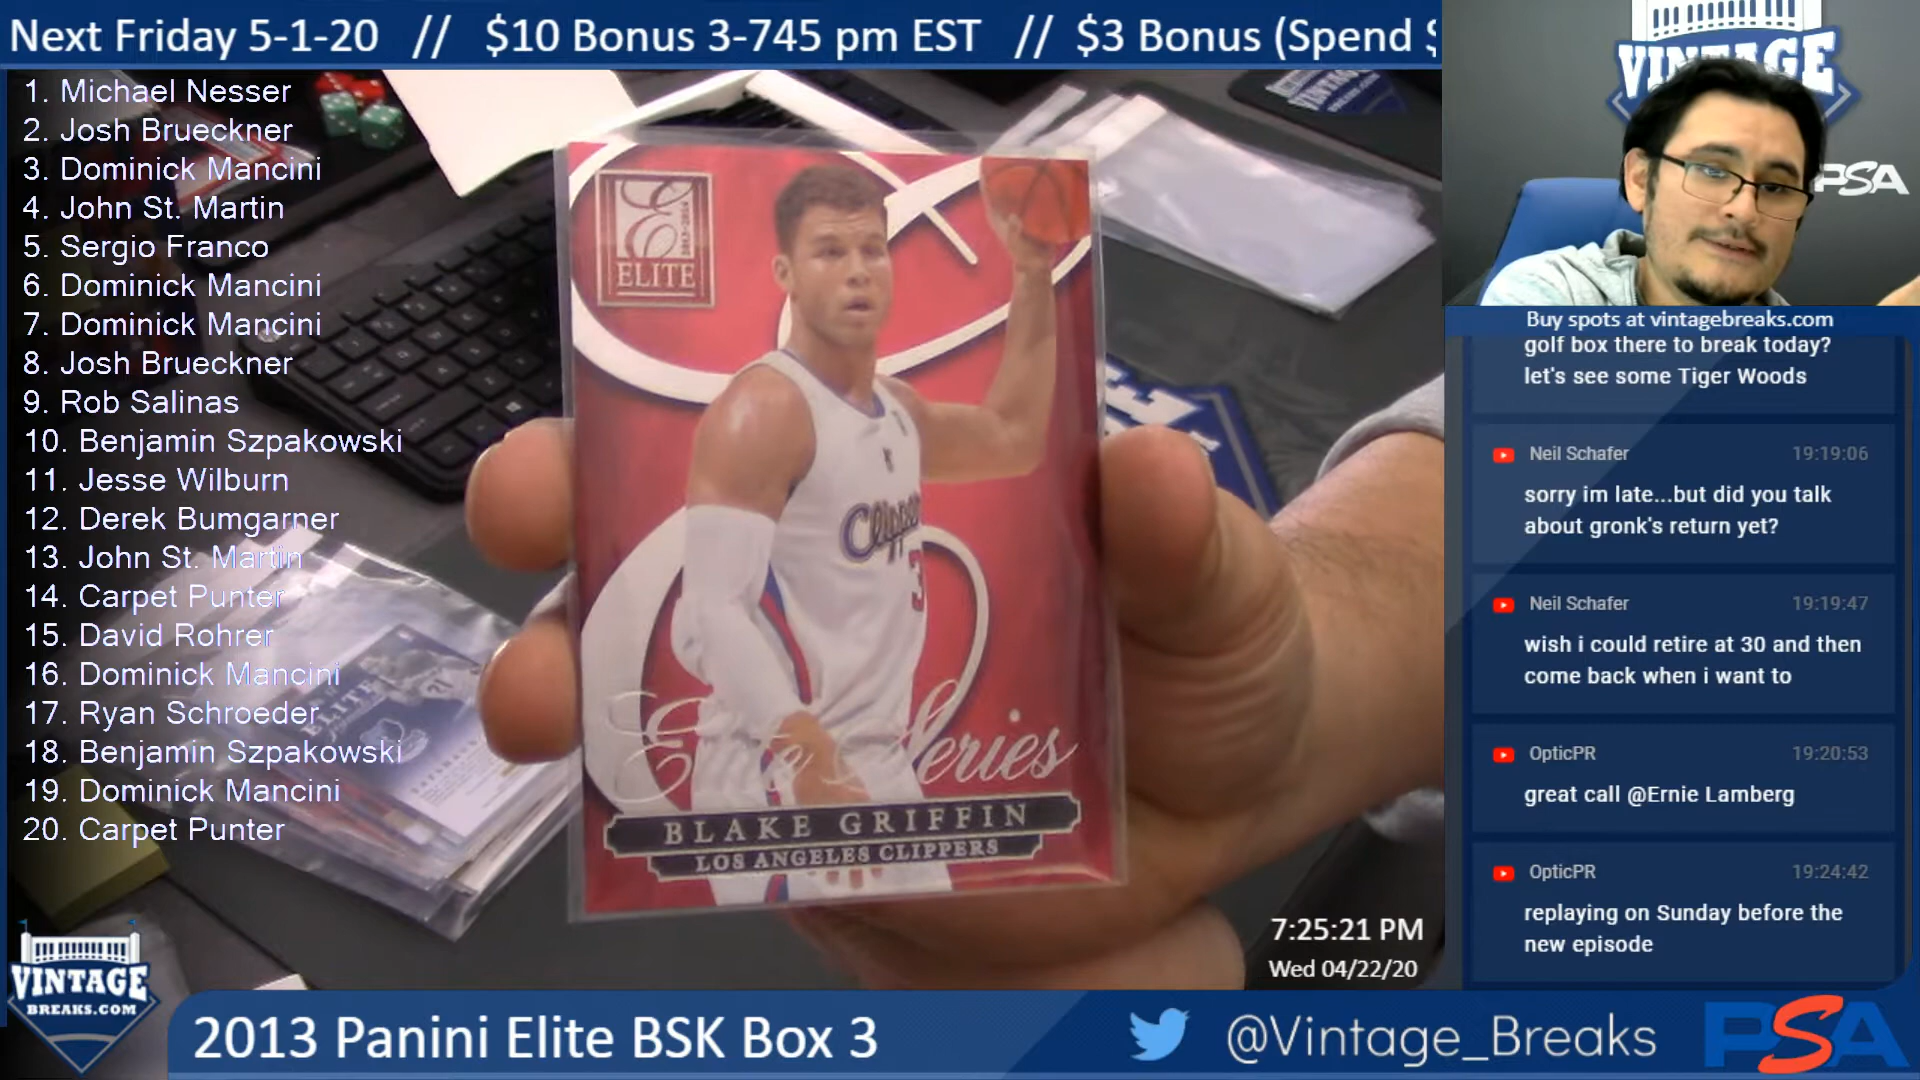 Next Friday 5-1-20 // $10 Bonus 3-745 pm EST // $3 Bonus (Spend $
1. Michael Nesser
2. Josh Brueckner
3. Dominick Mancini
4. John St. Martin
5. Sergio Franco
6. Dominick Mancini
7. Dominick Mancini
8. Josh Brueckner
9. Rob Salinas
10. Benjamin Szpakowski
11. Jesse Wilburn
12. Derek Bumgarner
13. John St. Martin
14. Carpet Punter
15. David Rohrer
16. Dominick Mancini
17. Ryan Schroeder
18. Benjamin Szpakowski
19. Dominick Mancini
20. Carpet Punter
E
ELITE
Clippers
3
Elite Series
BLAKE GRIFFIN
LOS ANGELES CLIPPERS
ELITE
VINTAGE
PSA
Buy spots at vintagebreaks.com
golf box there to break today?
let's see some Tiger Woods
Neil Schafer 19:19:06
sorry im late...but did you talk
about gronk's return yet?
Neil Schafer 19:19:47
wish i could retire at 30 and then
come back when i want to
OpticPR 19:20:53
great call @Ernie Lamberg
OpticPR 19:24:42
replaying on Sunday before the
new episode
7:25:21 PM
Wed 04/22/20
VINTAGE
BREAKS.COM
2013 Panini Elite BSK Box 3
@Vintage_Breaks
PSA